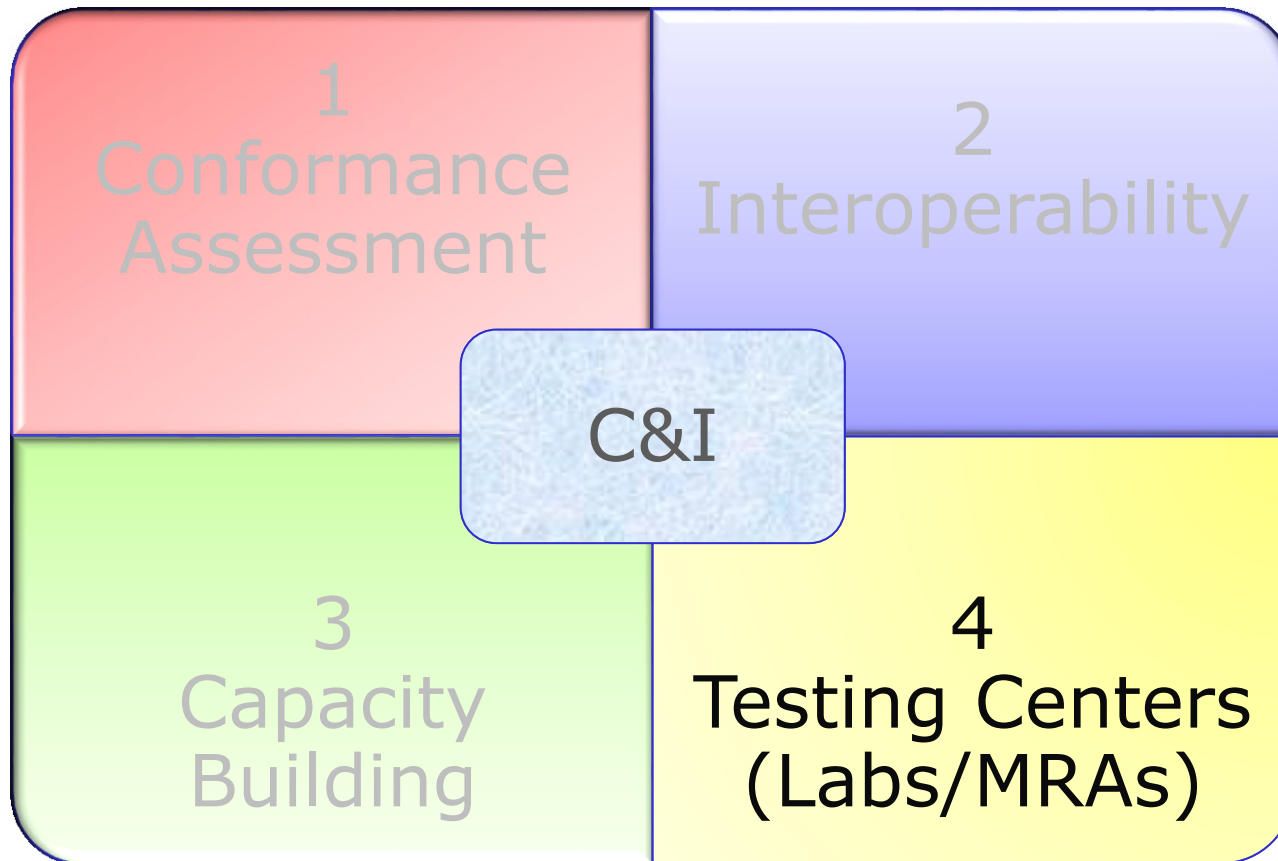 1
Conformance
Assessment
2
Interoperability
C&I
3
Capacity
Building
4
Testing Centers
(Labs/MRAs)